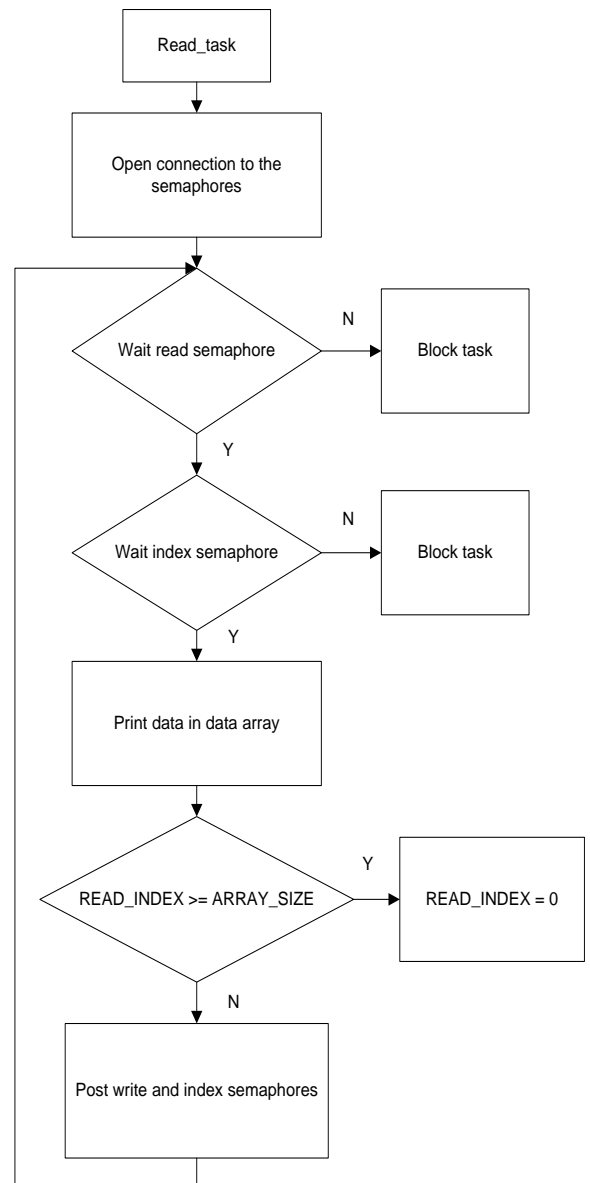 Read_task
Open connection to the
semaphores
Wait read semaphore
N
Block task
Y
Wait index semaphore
N
Block task
Y
Print data in data array
READ_INDEX >= ARRAY_SIZE
Y
READ_INDEX = 0
N
Post write and index semaphores